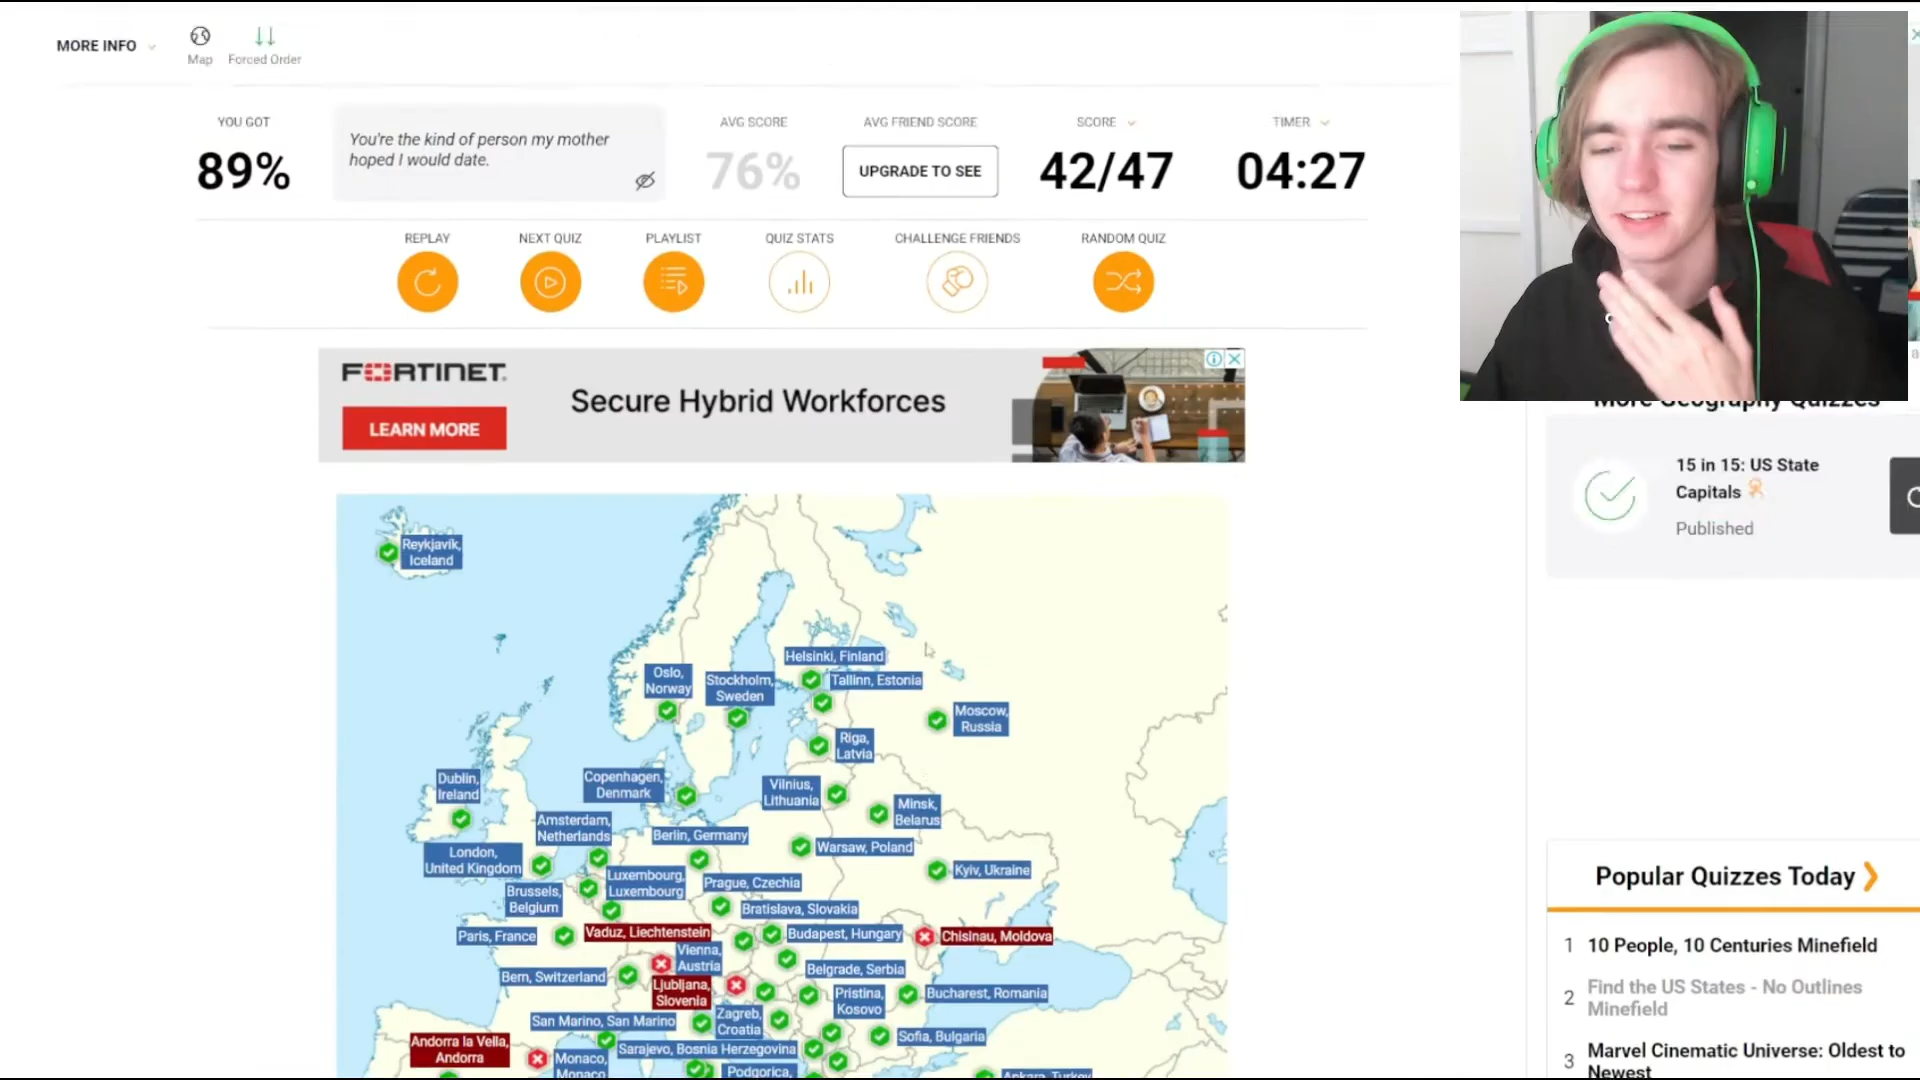 MORE INFO
Map
Forced Order
YOU GOT
89%
You're the kind of person my mother
hoped I would date.
AVG SCORE
76%
AVG FRIEND SCORE
UPGRADE TO SEE
SCORE
42/47
TIMER
04:27
REPLAY
NEXT QUIZ
PLAYLIST
QUIZ STATS
CHALLENGE FRIENDS
RANDOM QUIZ
FORTINET
LEARN MORE
Secure Hybrid Workforces
More Geography Quizzes
15 in 15: US State
Capitals
Published
Reykjavík,
Iceland
Helsinki, Finland
Oslo,
Norway
Stockholm,
Sweden
Tallinn, Estonia
Moscow,
Russia
Riga,
Latvia
Dublin,
Ireland
Copenhagen,
Denmark
Vilnius,
Lithuania
Minsk,
Belarus
Amsterdam,
Netherlands
Berlin, Germany
Warsaw, Poland
London,
United Kingdom
Kyiv, Ukraine
Luxembourg,
Luxembourg
Prague, Czechia
Brussels,
Belgium
Bratislava, Slovakia
Paris, France
Vaduz, Liechtenstein
Budapest, Hungary
Chisinau, Moldova
Vienna,
Austria
Bern, Switzerland
Belgrade, Serbia
Ljubljana,
Slovenia
Pristina,
Kosovo
Bucharest, Romania
San Marino, San Marino
Zagreb,
Croatia
Sofia, Bulgaria
Andorra la Vella,
Andorra
Sarajevo, Bosnia Herzegovina
Monaco,
Monaco
Podgorica,
Ankara, Turkey
Popular Quizzes Today
1 10 People, 10 Centuries Minefield
2 Find the US States - No Outlines
Minefield
3 Marvel Cinematic Universe: Oldest to
Newest